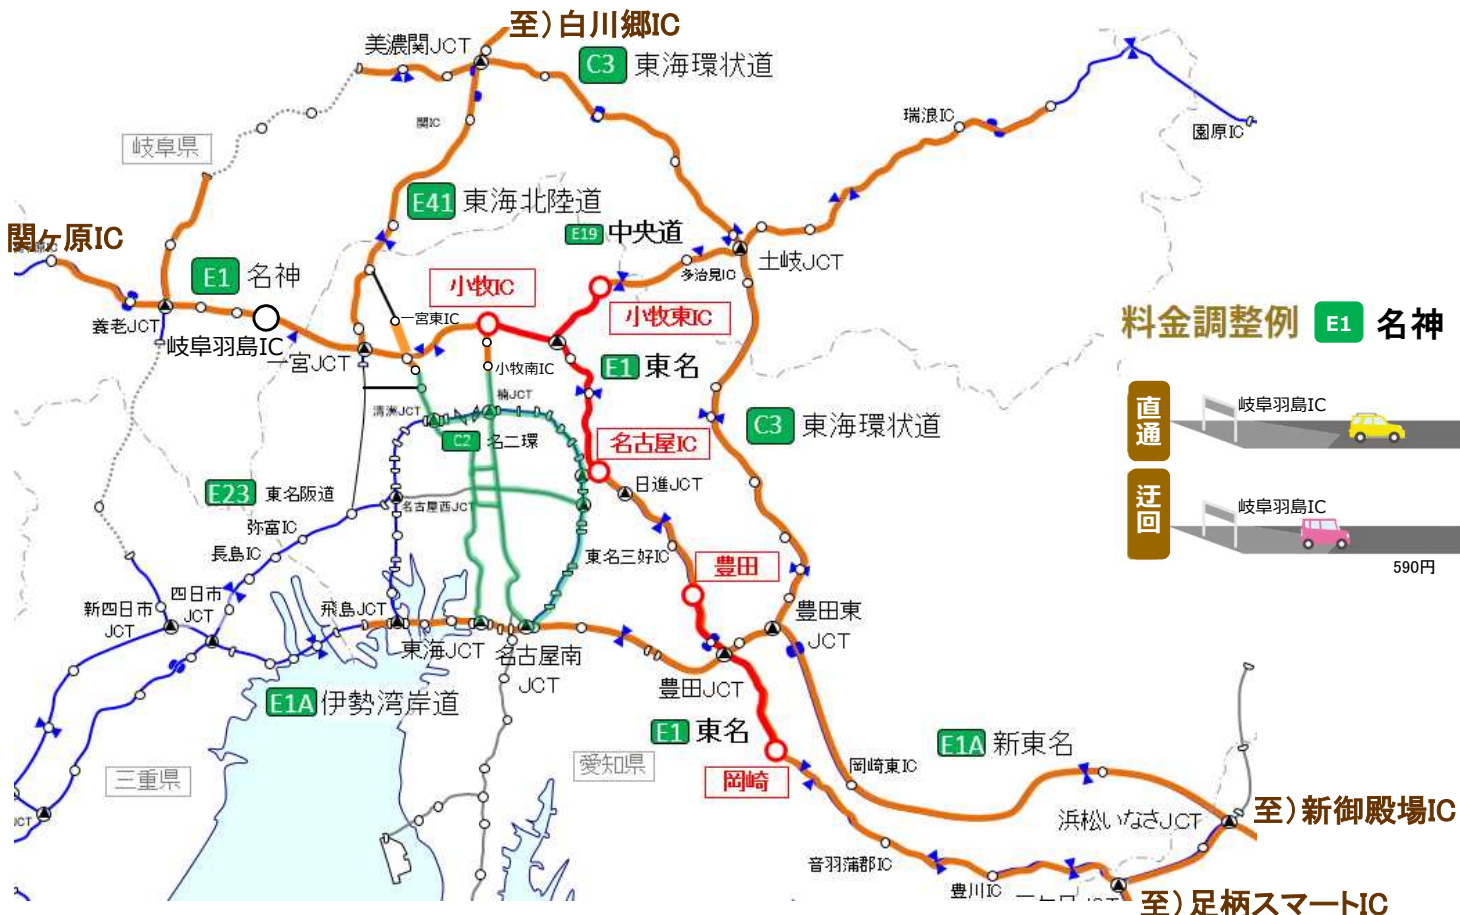 至）白川郷IC
美濃関JCT
C3 東海環状道
関IC
瑞浪IC
園原IC
岐阜県
E41 東海北陸道
関ヶ原IC
E19 中央道
土岐JCT
多治見IC
E1 名神
小牧IC
小牧東IC
一宮東IC
養老JCT
岐阜羽島IC
一宮JCT
料金調整例 E1 名神
小牧南IC
E1 東名
楠JCT
清洲JCT
直通
岐阜羽島IC
C2 名二環
名古屋IC
C3 東海環状道
日進JCT
迂回
岐阜羽島IC
590円
E23 東名阪道
名古屋西JCT
弥富IC
長島IC
東名三好IC
豊田
四日市
JCT
新四日市
JCT
飛島JCT
豊田東
JCT
東海JCT
名古屋南
JCT
豊田JCT
E1A 伊勢湾岸道
E1 東名
E1A 新東名
三重県
愛知県
岡崎
岡崎東IC
浜松いなさJCT
至）新御殿場IC
音羽蒲郡IC
豊川IC
至）足柄スマートIC